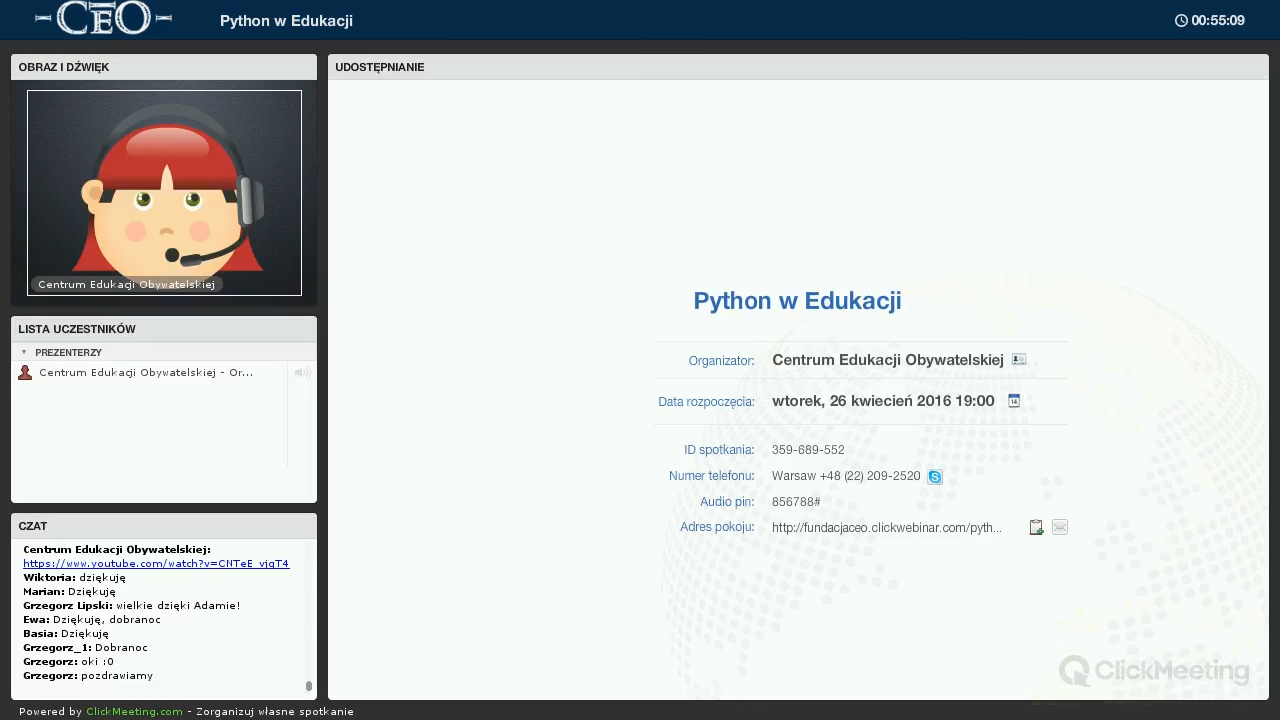 CEO
Python w Edukacji
00:55:09
OBRAZ I DŹWIĘK
Centrum Edukacji Obywatelskiej
LISTA UCZESTNIKÓW
PREZENTERZY
Centrum Edukacji Obywatelskiej - Or...
CZAT
Centrum Edukacji Obywatelskiej:
https://www.youtube.com/watch?v=CNTeE_vjqT4
Wiktoria: dziękuję
Marian: Dziękuję
Grzegorz Lipski: wielkie dzięki Adamie!
Ewa: Dziękuję, dobranoc
Basia: Dziękuję
Grzegorz_1: Dobranoc
Grzegorz: oki :0
Grzegorz: pozdrawiamy
UDOSTĘPNIANIE
Python w Edukacji
Organizator: Centrum Edukacji Obywatelskiej
Data rozpoczęcia: wtorek, 26 kwiecień 2016 19:00
14
ID spotkania: 359-689-552
Numer telefonu: Warsaw +48 (22) 209-2520
Audio pin: 856788#
Adres pokoju: http://fundacjaceo.clickwebinar.com/pyth...
ClickMeeting
Powered by ClickMeeting.com - Zorganizuj własne spotkanie